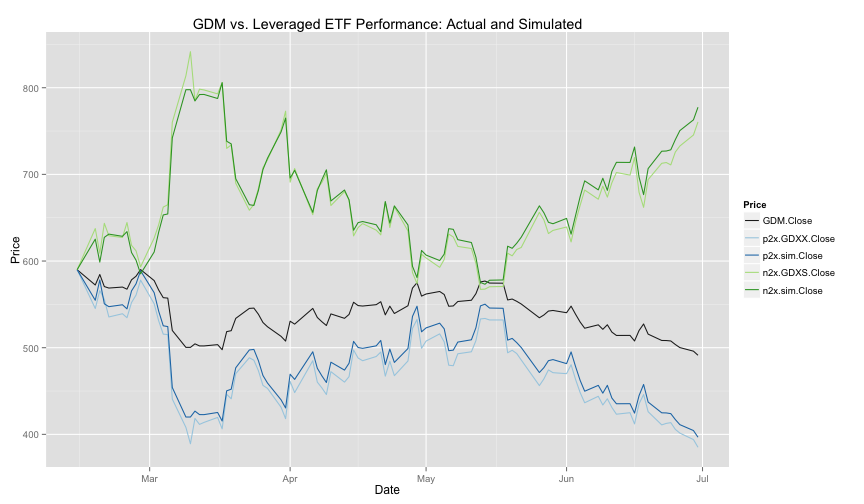 GDM vs. Leveraged ETF Performance: Actual and Simulated
Price
800
700
600
500
400
Mar
Apr
May
Jun
Jul
Date
Price
GDM.Close
p2x.GDXX.Close
p2x.sim.Close
n2x.GDXS.Close
n2x.sim.Close